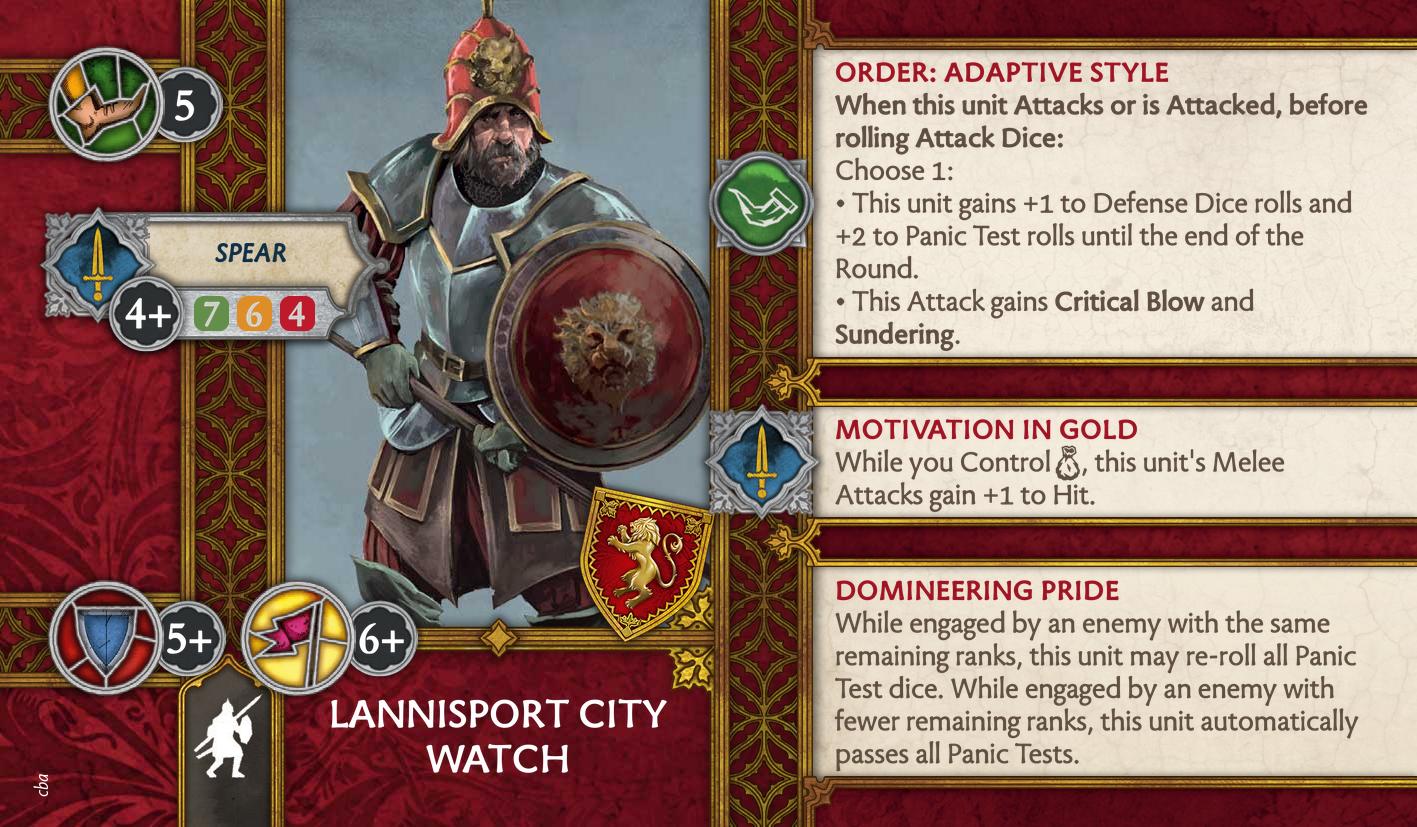 5
SPEAR
4+ 7 6 4
5+ 6+
LANNISPORT CITY
WATCH
cba
ORDER: ADAPTIVE STYLE
When this unit Attacks or is Attacked, before
rolling Attack Dice:
Choose 1:
• This unit gains +1 to Defense Dice rolls and
+2 to Panic Test rolls until the end of the
Round.
• This Attack gains Critical Blow and
Sundering.
MOTIVATION IN GOLD
While you Control , this unit's Melee
Attacks gain +1 to Hit.
DOMINEERING PRIDE
While engaged by an enemy with the same
remaining ranks, this unit may re-roll all Panic
Test dice. While engaged by an enemy with
fewer remaining ranks, this unit automatically
passes all Panic Tests.